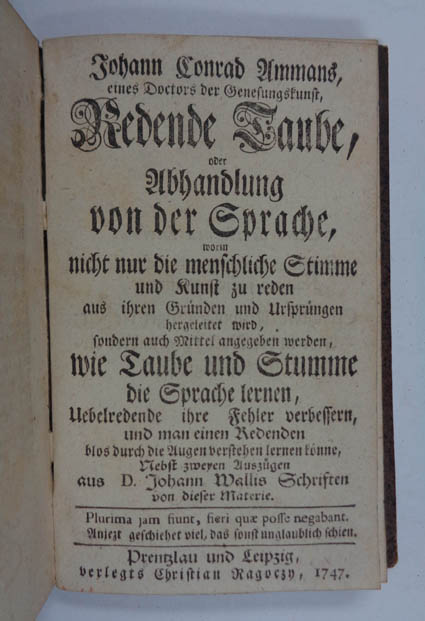 Johann Conrad Ammans,
eines Doctors der Genesungskunst,
Redende Taube,
oder
Abhandlung
von der Sprache,
worin
nicht nur die menschliche Stimme
und Kunst zu reden
aus ihren Gründen und Ursprüngen
hergeleitet wird,
sondern auch Mittel angegeben werden,
wie Taube und Stumme
die Sprache lernen,
Uebelredende ihre Fehler verbessern,
und man einen Redenden
blos durch die Augen verstehen lernen könne,
Nebst zweyen Auszügen
aus D. Johann Wallis Schriften
von dieser Materie.
Plurima jam fiunt, fieri quæ posse negabant.
Anjezt geschiehet viel, das sonst unglaublich schien.
Prentzlau und Leipzig,
verlegts Christian Ragoczy, 1747.